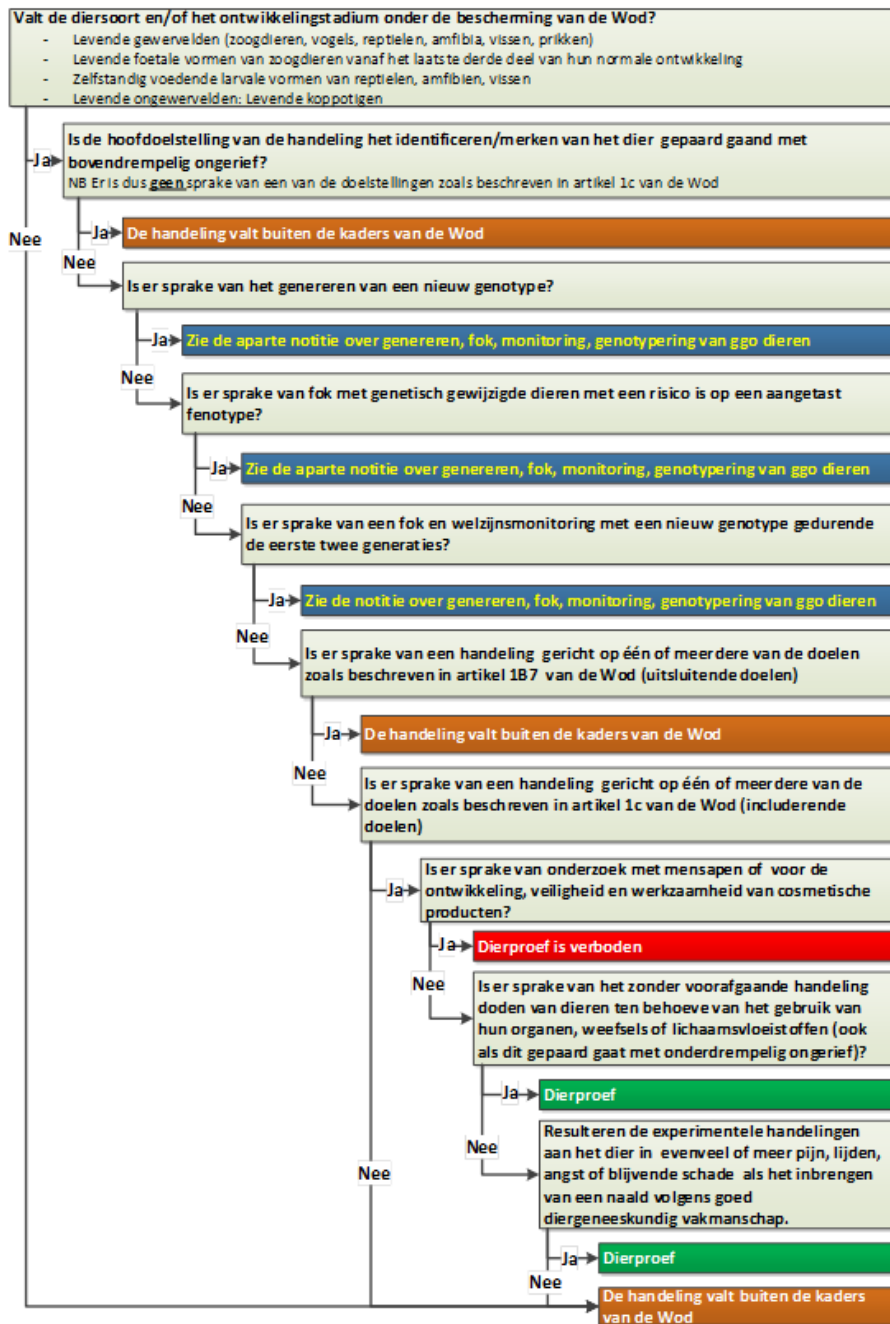 Valt de diersoort en/of het ontwikkelingstadium onder de bescherming van de Wod?
- Levende gewervelden (zoogdieren, vogels, reptielen, amfibia, vissen, prikken)
- Levende foetale vormen van zoogdieren vanaf het laatste derde deel van hun normale ontwikkeling
- Zelfstandig voedende larvale vormen van reptielen, amfibien, vissen
- Levende ongewervelden: Levende koppotigen
Ja
Is de hoofdoelstelling van de handeling het identificeren/merken van het dier gepaard gaand met
bovendrempelig ongerief?
NB Er is dus geen sprake van een van de doelstellingen zoals beschreven in artikel 1c van de Wod
Nee
Ja
De handeling valt buiten de kaders van de Wod
Nee
Is er sprake van het genereren van een nieuw genotype?
Ja
Zie de aparte notitie over genereren, fok, monitoring, genotypering van ggo dieren
Nee
Is er sprake van fok met genetisch gewijzigde dieren met een risico is op een aangetast
fenotype?
Ja
Zie de aparte notitie over genereren, fok, monitoring, genotypering van ggo dieren
Nee
Is er sprake van een fok en welzijnsmonitoring met een nieuw genotype gedurende
de eerste twee generaties?
Ja
Zie de notitie over genereren, fok, monitoring, genotypering van ggo dieren
Nee
Is er sprake van een handeling gericht op één of meerdere van de doelen
zoals beschreven in artikel 1B7 van de Wod (uitsluitende doelen)
Ja
De handeling valt buiten de kaders van de Wod
Nee
Is er sprake van een handeling gericht op één of meerdere van de
doelen zoals beschreven in artikel 1c van de Wod (includerende
doelen)
Ja
Is er sprake van onderzoek met mensapen of voor de
ontwikkeling, veiligheid en werkzaamheid van cosmetische
producten?
Ja
Dierproef is verboden
Nee
Is er sprake van het zonder voorafgaande handeling
doden van dieren ten behoeve van het gebruik van
hun organen, weefsels of lichaamsvloeistoffen (ook
als dit gepaard gaat met onderdrempelig ongerief)?
Ja
Dierproef
Nee
Nee
Resulteren de experimentele handelingen
aan het dier in evenveel of meer pijn, lijden,
angst of blijvende schade als het inbrengen
van een naald volgens goed
diergeneeskundig vakmanschap.
Ja
Dierproef
Nee
De handeling valt buiten de kaders
van de Wod